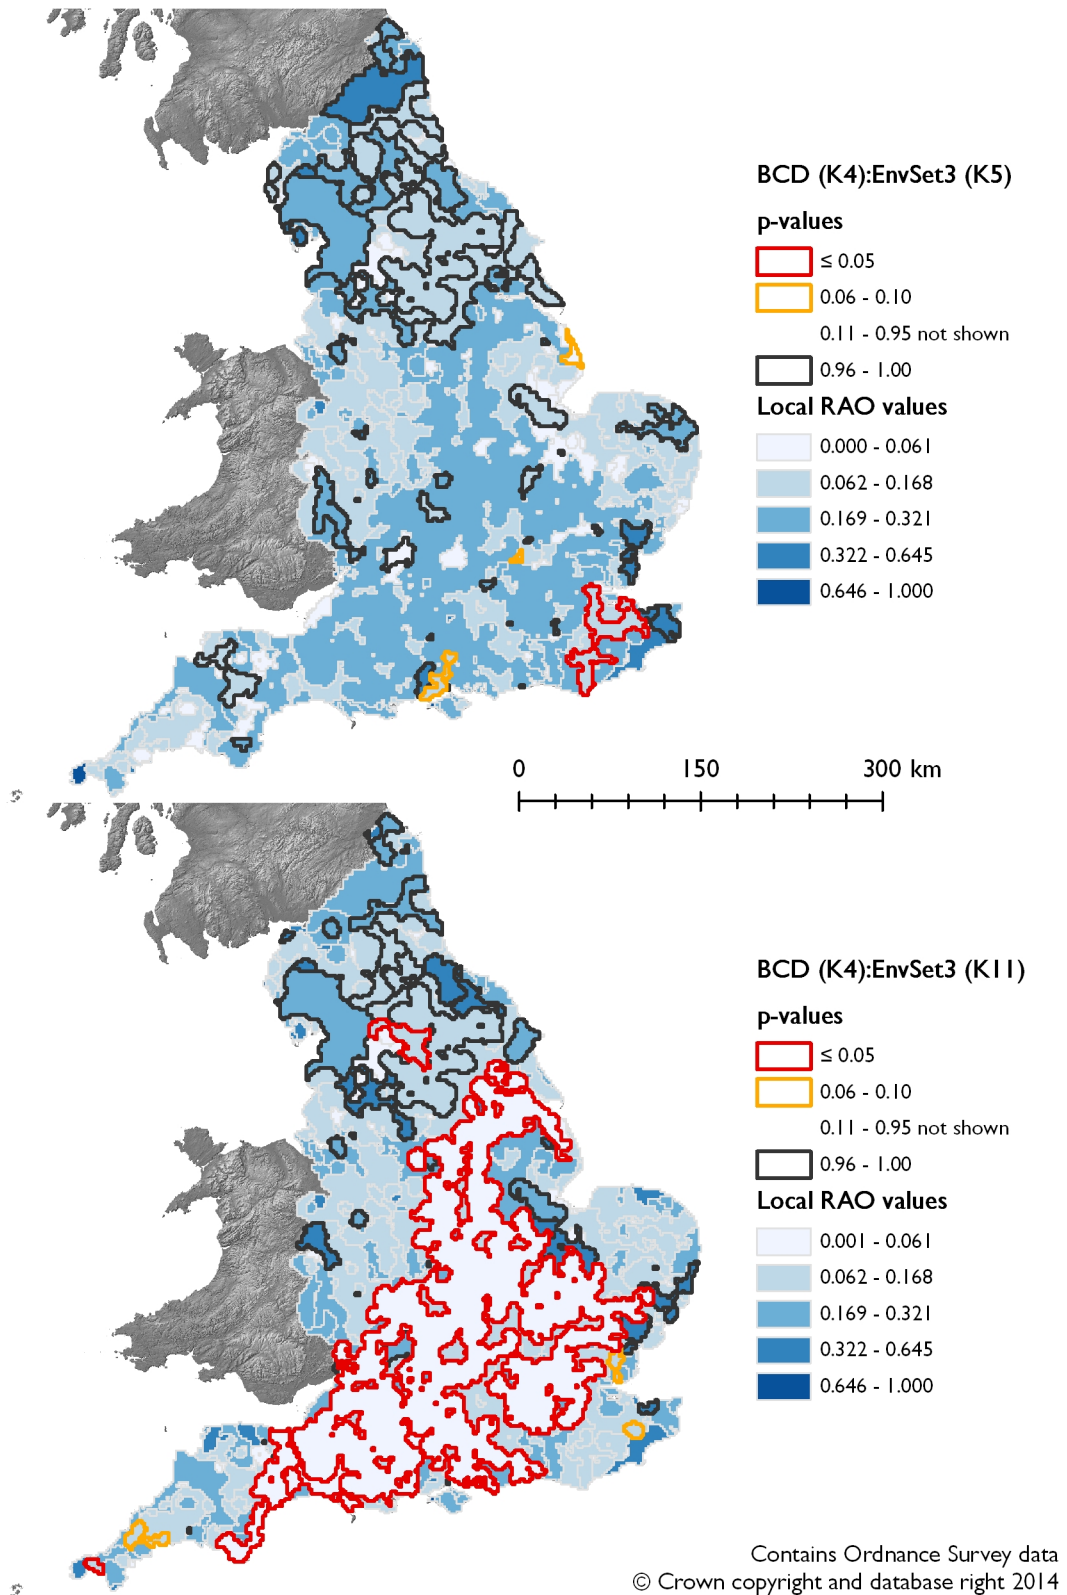 BCD (K4):EnvSet3 (K5)
p-values
≤ 0.05
0.06 - 0.10
0.11 - 0.95 not shown
0.96 - 1.00
Local RAO values
0.000 - 0.061
0.062 - 0.168
0.169 - 0.321
0.322 - 0.645
0.646 - 1.000
0 150 300 km
BCD (K4):EnvSet3 (K11)
p-values
≤ 0.05
0.06 - 0.10
0.11 - 0.95 not shown
0.96 - 1.00
Local RAO values
0.001 - 0.061
0.062 - 0.168
0.169 - 0.321
0.322 - 0.645
0.646 - 1.000
Contains Ordnance Survey data
© Crown copyright and database right 2014